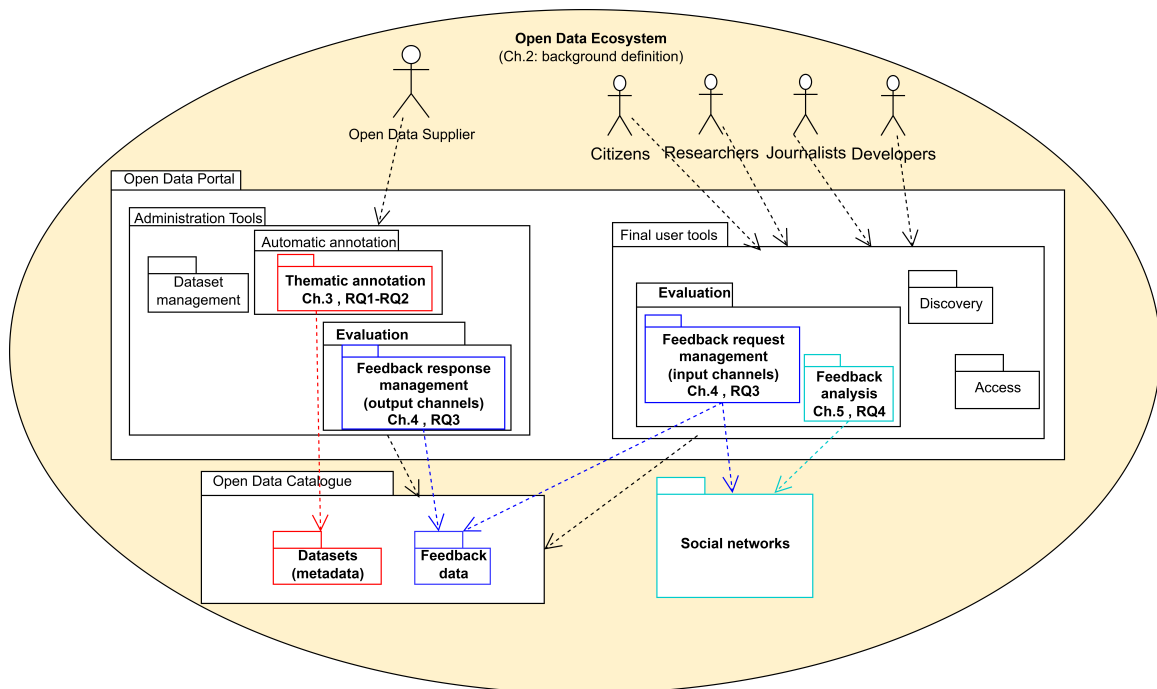 Open Data Ecosystem
(Ch.2: background definition)
Open Data Supplier
Citizens
Researchers
Journalists
Developers
Open Data Portal
Administration Tools
Automatic annotation
Final user tools
Dataset
management
Thematic annotation
Ch.3 , RQ1-RQ2
Evaluation
Feedback response
management
(output channels)
Ch.4 , RQ3
Evaluation
Feedback request
management
(input channels)
Ch.4 , RQ3
Feedback
analysis
Ch.5 , RQ4
Discovery
Access
Open Data Catalogue
Datasets
(metadata)
Feedback
data
Social networks